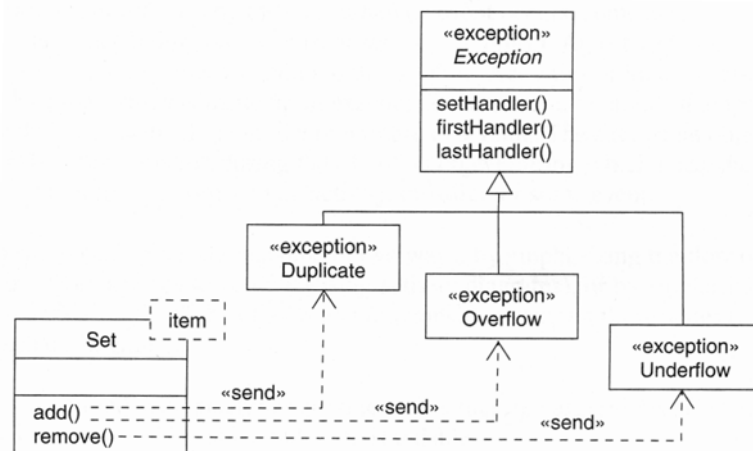 «exception»
Exception
setHandler()
firstHandler()
lastHandler()
«exception»
Duplicate
«exception»
Overflow
«exception»
Underflow
item
Set
add()
remove()
«send»
«send»
«send»